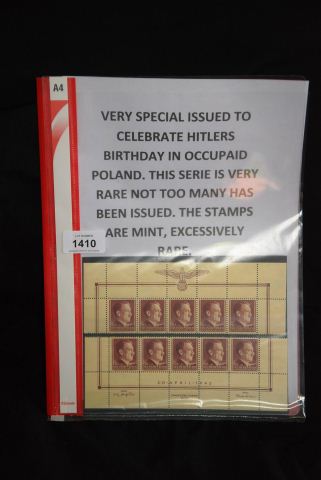 A4
VERY SPECIAL ISSUED TO
CELEBRATE HITLERS
BIRTHDAY IN OCCUPAID
POLAND. THIS SERIE IS VERY
RARE NOT TOO MANY HAS
BEEN ISSUED. THE STAMPS
ARE MINT, EXCESSIVELY
RARE.
1410